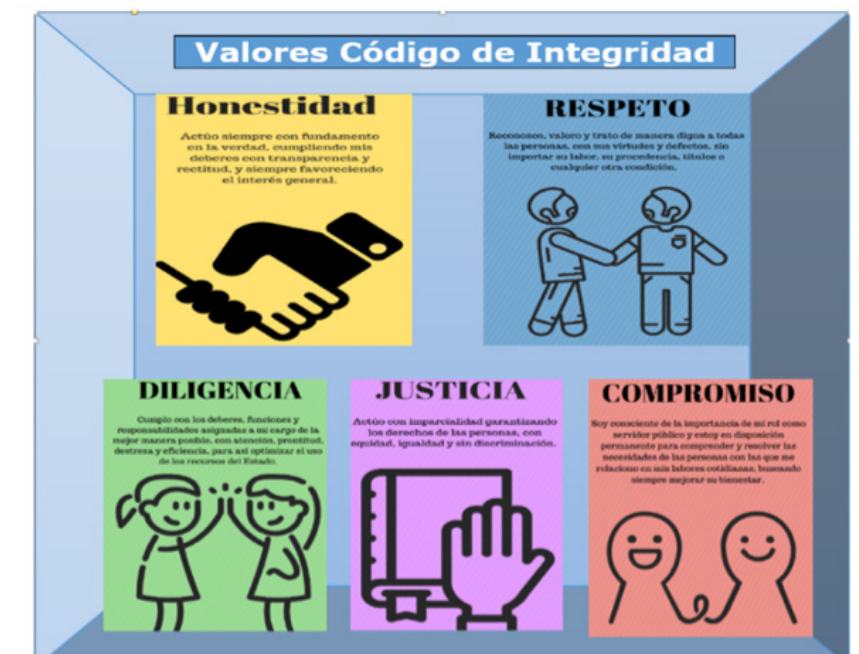 Valores Código de Integridad
Honestidad
Actúo siempre con fundamento
en la verdad, cumpliendo mis
deberes con transparencia y
rectitud, y siempre favoreciendo
el interés general.
RESPETO
Reconozco, valoro y trato de manera digna a todas
las personas, con sus virtudes y defectos, sin
importar su labor, su procedencia, títulos o
cualquier otra condición.
DILIGENCIA
Cumplo con los deberes, funciones y
responsabilidades asignadas a mi cargo de la
mejor manera posible, con atención, prontitud,
destreza y eficiencia, para así optimizar el uso
de los recursos del Estado.
JUSTICIA
Actúo con imparcialidad garantizando
los derechos de las personas, con
equidad, igualdad y sin discriminación.
COMPROMISO
Soy consciente de la importancia de mi rol como
servidor público y estoy en disposición
permanente para comprender y resolver las
necesidades de las personas con las que me
relaciono en mis labores cotidianas, buscando
siempre mejorar su bienestar.